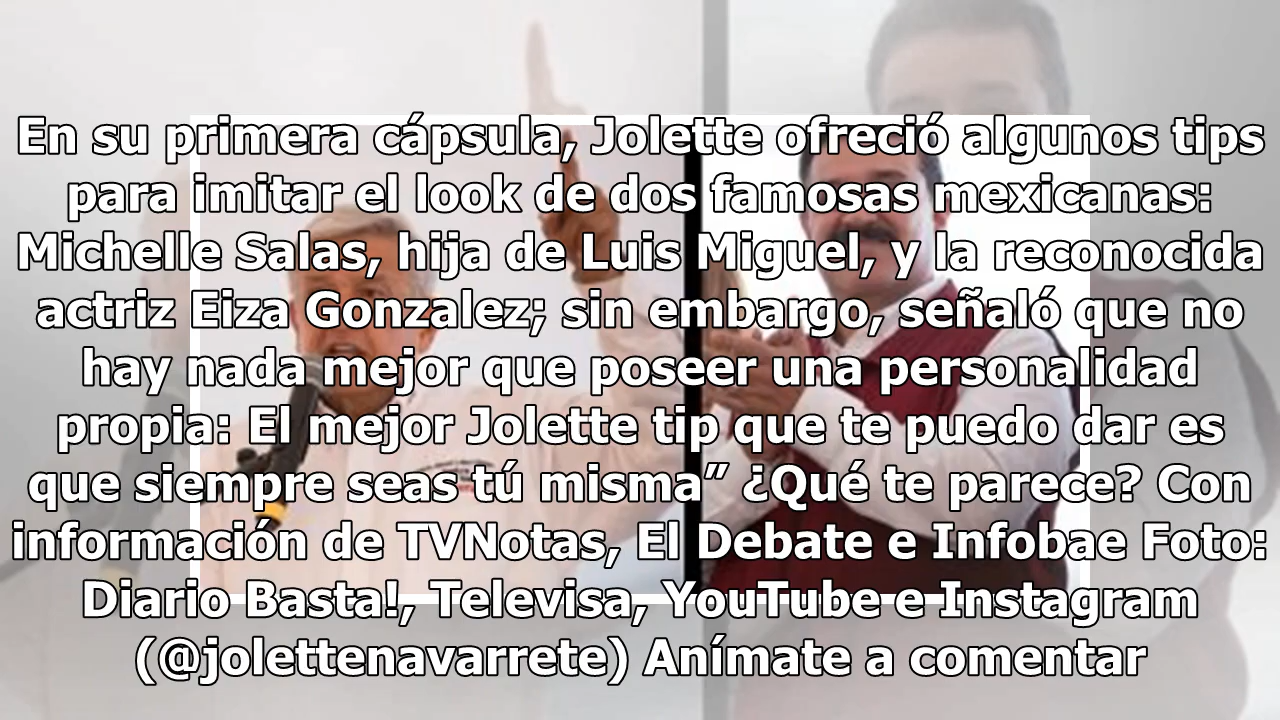 En su primera cápsula, Jolette ofreció algunos tips
para imitar el look de dos famosas mexicanas:
Michelle Salas, hija de Luis Miguel, y la reconocida
actriz Eiza Gonzalez; sin embargo, señaló que no
hay nada mejor que poseer una personalidad
propia: El mejor Jolette tip que te puedo dar es
que siempre seas tú misma” ¿Qué te parece? Con
información de TVNotas, El Debate e Infobae Foto:
Diario Basta!, Televisa, YouTube e Instagram
(@jolettenavarrete) Anímate a comentar